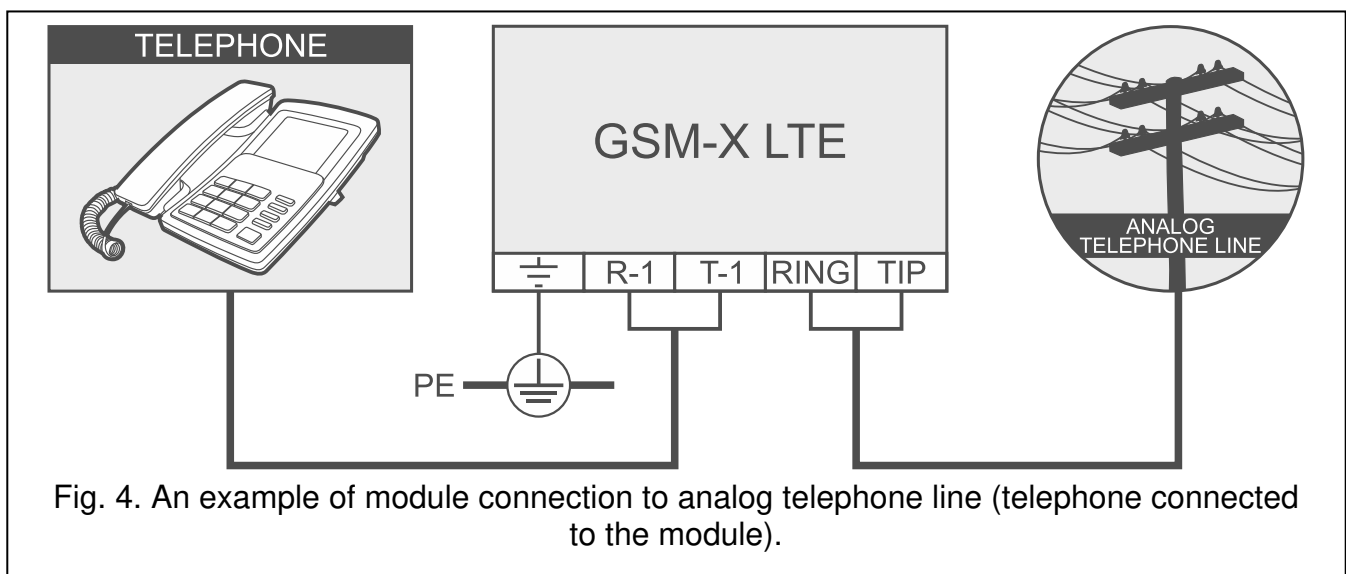 TELEPHONE
GSM-X LTE
R-1 T-1 RING TIP
ANALOG
TELEPHONE LINE
PE
Fig. 4. An example of module connection to analog telephone line (telephone connected
to the module).